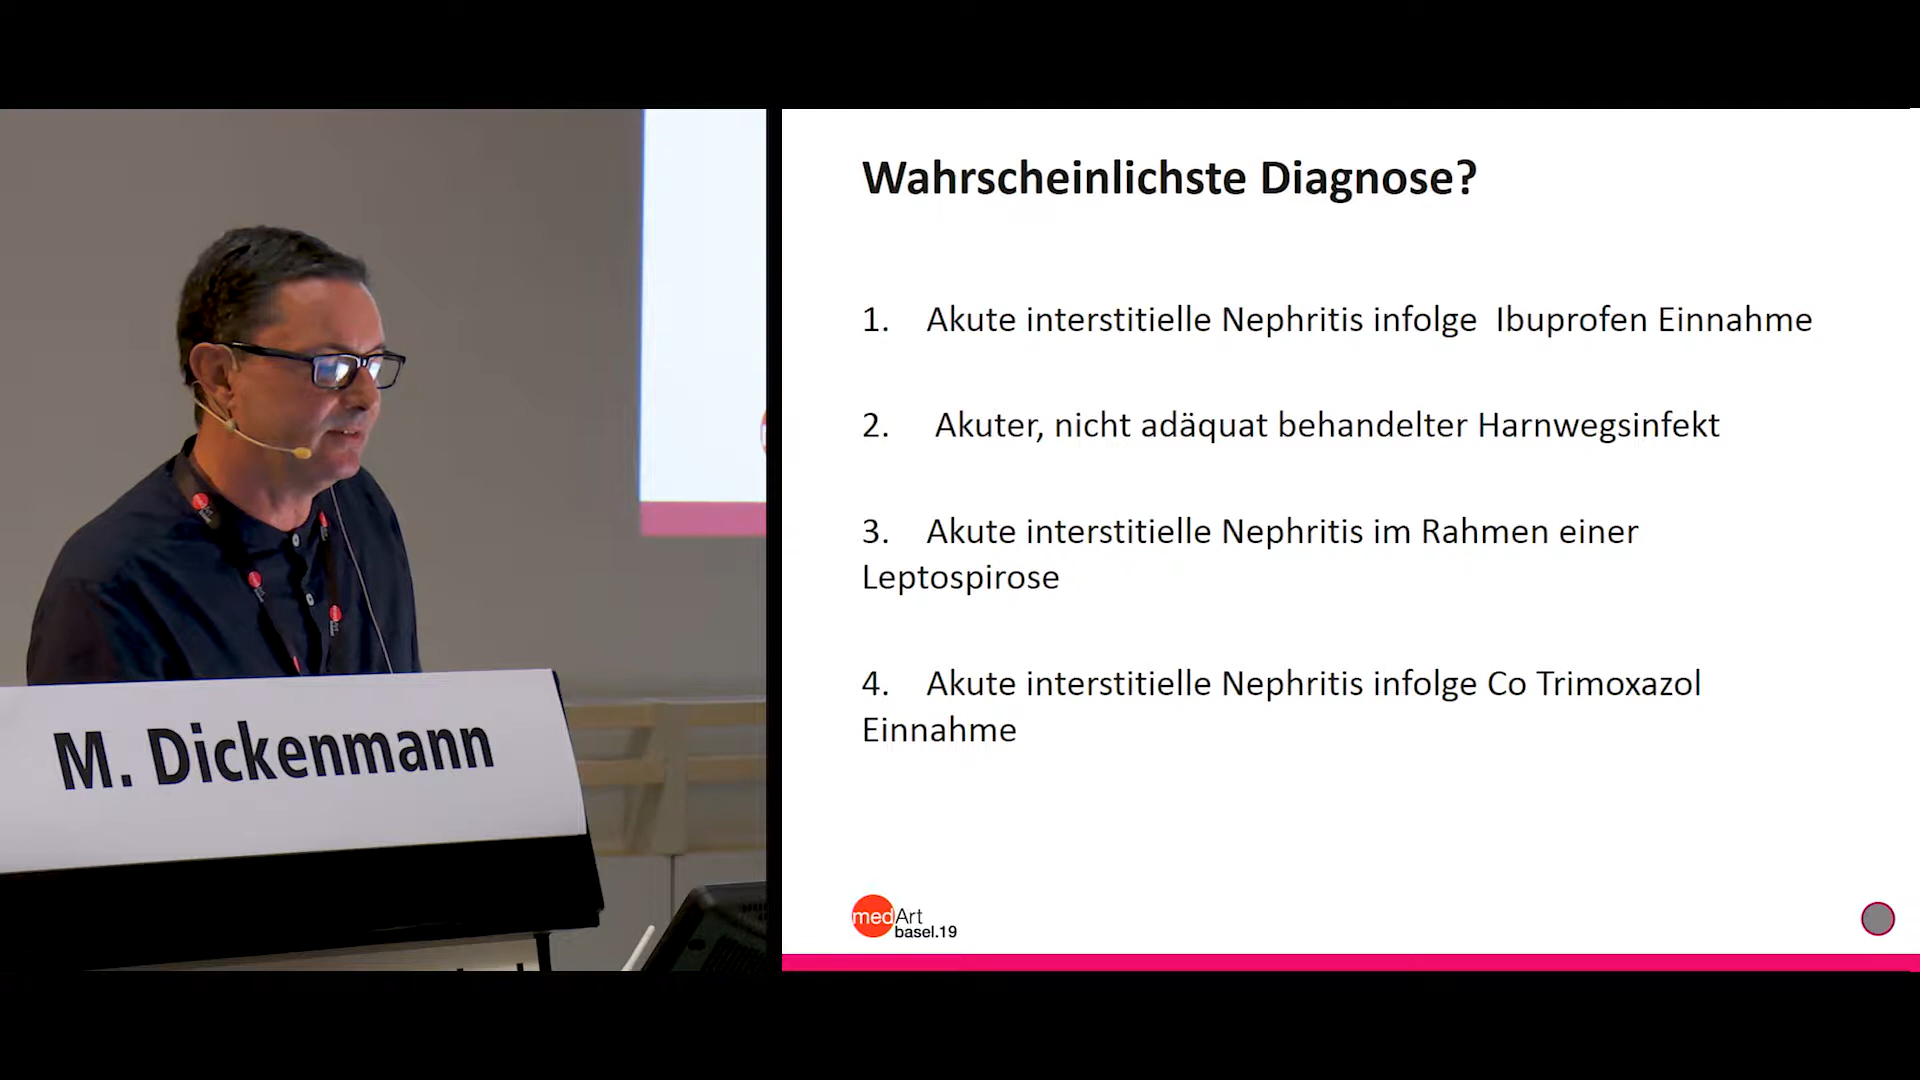 Wahrscheinlichste Diagnose?
1. Akute interstitielle Nephritis infolge Ibuprofen Einnahme
2. Akuter, nicht adäquat behandelter Harnwegsinfekt
3. Akute interstitielle Nephritis im Rahmen einer
Leptospirose
4. Akute interstitielle Nephritis infolge Co Trimoxazol
Einnahme
M. Dickenmann
medArt
basel.19